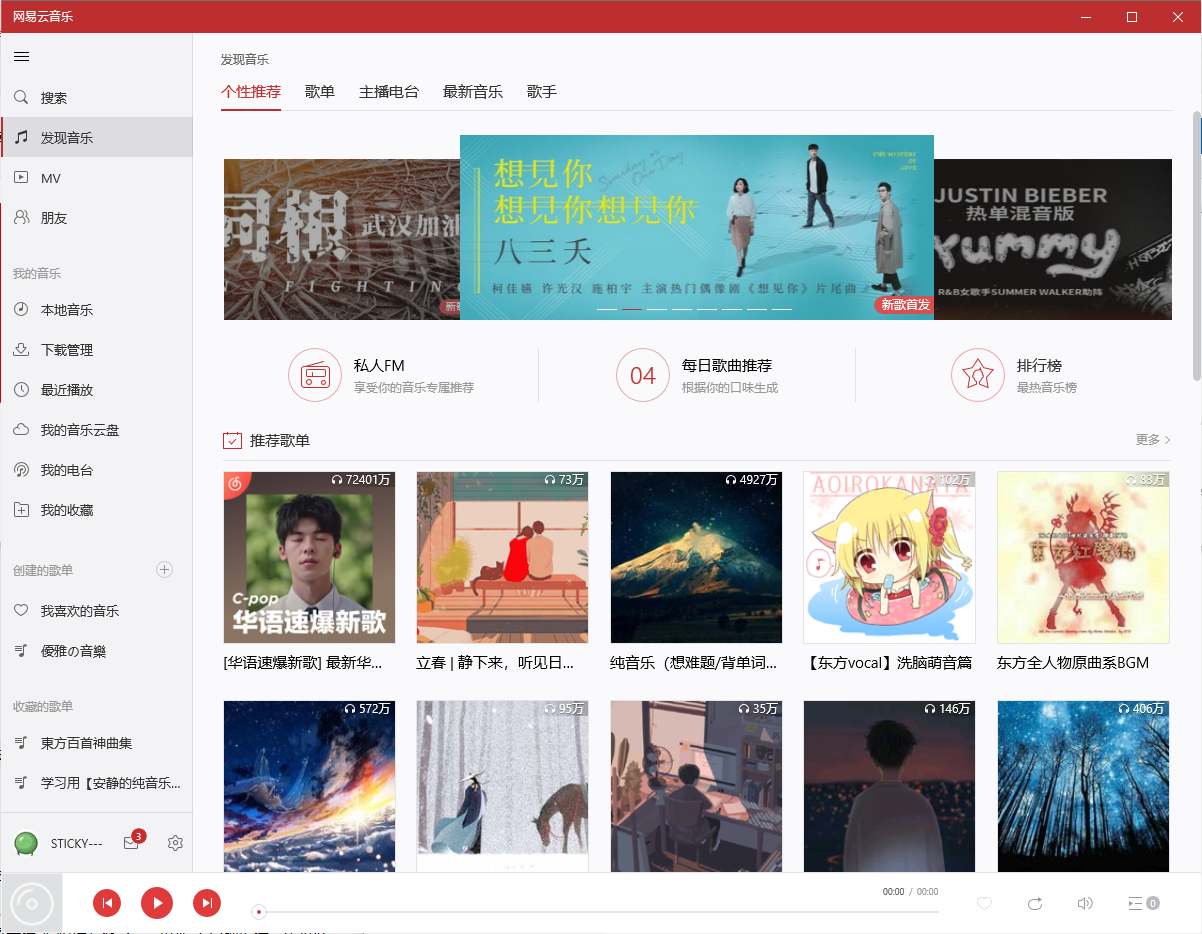 网易云音乐
搜索
发现音乐
MV
朋友
我的音乐
本地音乐
下载管理
最近播放
我的音乐云盘
我的电台
我的收藏
创建的歌单
我喜欢的音乐
優雅の音樂
收藏的歌单
東方百首神曲集
学习用【安静的纯音乐...
STICKY---
3
发现音乐
个性推荐 歌单 主播电台 最新音乐 歌手
武汉加油
FIGHTING
想见你
想见你想见你
Someday or One Day
八三夭
柯佳嬿 许光汉 施柏宇 主演热门偶像剧《想见你》片尾曲
THE MYSTERY OF LOVE
新歌首发
JUSTIN BIEBER
热单混音版
yummy
R&B女歌手SUMMER WALKER助阵
私人FM
享受你的音乐专属推荐
04
每日歌曲推荐
根据你的口味生成
排行榜
最热音乐榜
推荐歌单
更多
72401万
C-pop
华语速爆新歌
[华语速爆新歌] 最新华...
73万
立春 | 静下来，听见日...
4927万
纯音乐（想难题/背单词...
102万
【东方vocal】洗脑萌音篇
83万
东方全人物原曲系BGM
572万
95万
35万
146万
406万
00:00 / 00:00
0